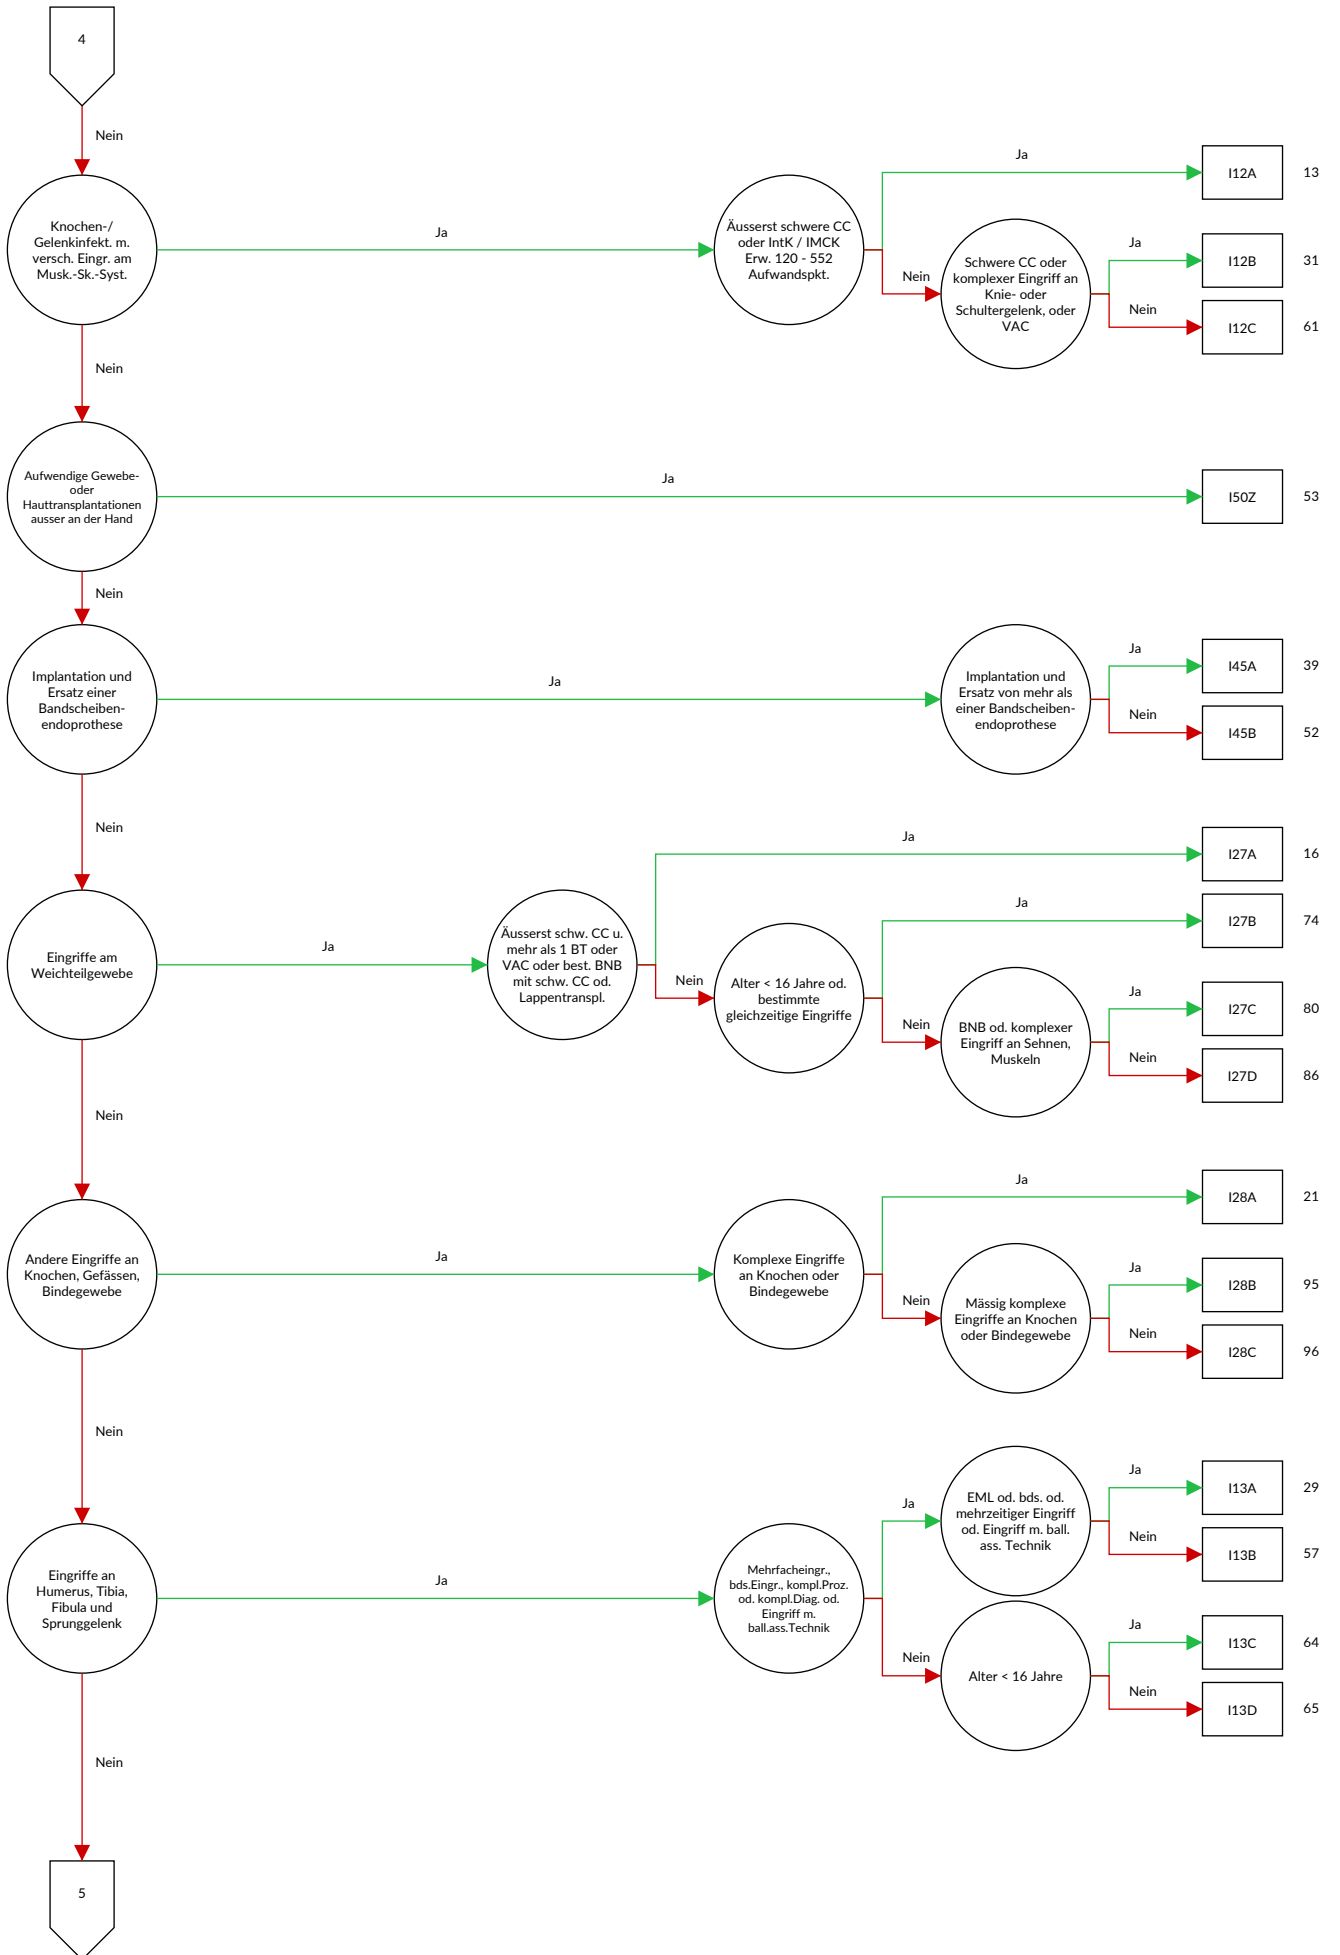 4
Nein
Knochen-/
Gelenkinfekt. m.
versch. Eingr. am
Musk.-Sk.-Syst.
Ja
Äusserst schwere CC
oder IntK / IMCK
Erw. 120 - 552
Aufwandspkt.
Ja
I12A
13
Nein
Schwere CC oder
komplexer Eingriff an
Knie- oder
Schultergelenk, oder
VAC
Ja
I12B
31
Nein
I12C
61
Nein
Aufwendige Gewebe-
oder
Hauttransplantationen
ausser an der Hand
Ja
I50Z
53
Nein
Implantation und
Ersatz einer
Bandscheiben-
endoprothese
Ja
Implantation und
Ersatz von mehr als
einer Bandscheiben-
endoprothese
Ja
I45A
39
Nein
I45B
52
Nein
Eingriffe am
Weichteilgewebe
Ja
Äusserst schw. CC u.
mehr als 1 BT oder
VAC oder best. BNB
mit schw. CC od.
Lappentranspl.
Ja
I27A
16
Nein
Alter < 16 Jahre od.
bestimmte
gleichzeitige Eingriffe
Ja
I27B
74
Nein
BNB od. komplexer
Eingriff an Sehnen,
Muskeln
Ja
I27C
80
Nein
I27D
86
Nein
Andere Eingriffe an
Knochen, Gefässen,
Bindegewebe
Ja
Komplexe Eingriffe
an Knochen oder
Bindegewebe
Ja
I28A
21
Nein
Mässig komplexe
Eingriffe an Knochen
oder Bindegewebe
Ja
I28B
95
Nein
I28C
96
Nein
Eingriffe an
Humerus, Tibia,
Fibula und
Sprunggelenk
Ja
Mehrfacheingr.,
bds.Eingr., kompl.Proz.
od. kompl.Diag. od.
Eingriff m.
ball.ass.Technik
Ja
EML od. bds. od.
mehrzeitiger Eingriff
od. Eingriff m. ball.
ass. Technik
Ja
I13A
29
Nein
I13B
57
Nein
Alter < 16 Jahre
Ja
I13C
64
Nein
I13D
65
Nein
5